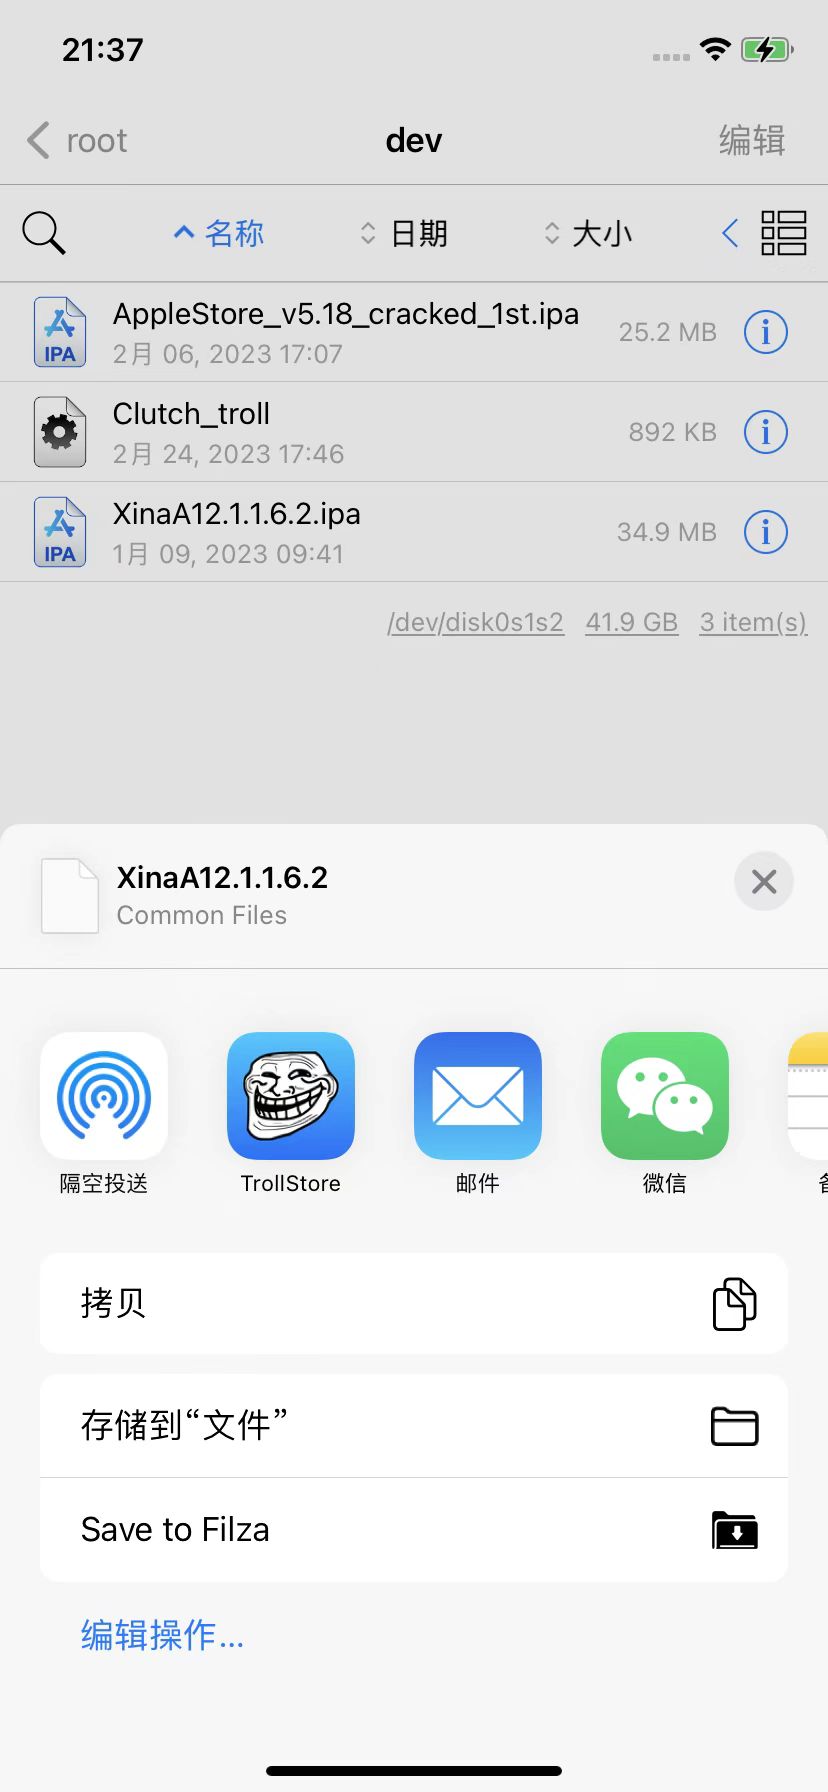 21:37
root
dev
编辑
名称
日期
大小
AppleStore_v5.18_cracked_1st.ipa
2月 06, 2023 17:07
25.2 MB
IPA
Clutch_troll
2月 24, 2023 17:46
892 KB
XinaA12.1.1.6.2.ipa
1月 09, 2023 09:41
34.9 MB
IPA
/dev/disk0s1s2 41.9 GB 3 item(s)
XinaA12.1.1.6.2
Common Files
隔空投送
TrollStore
邮件
微信
拷贝
存储到“文件”
Save to Filza
编辑操作...